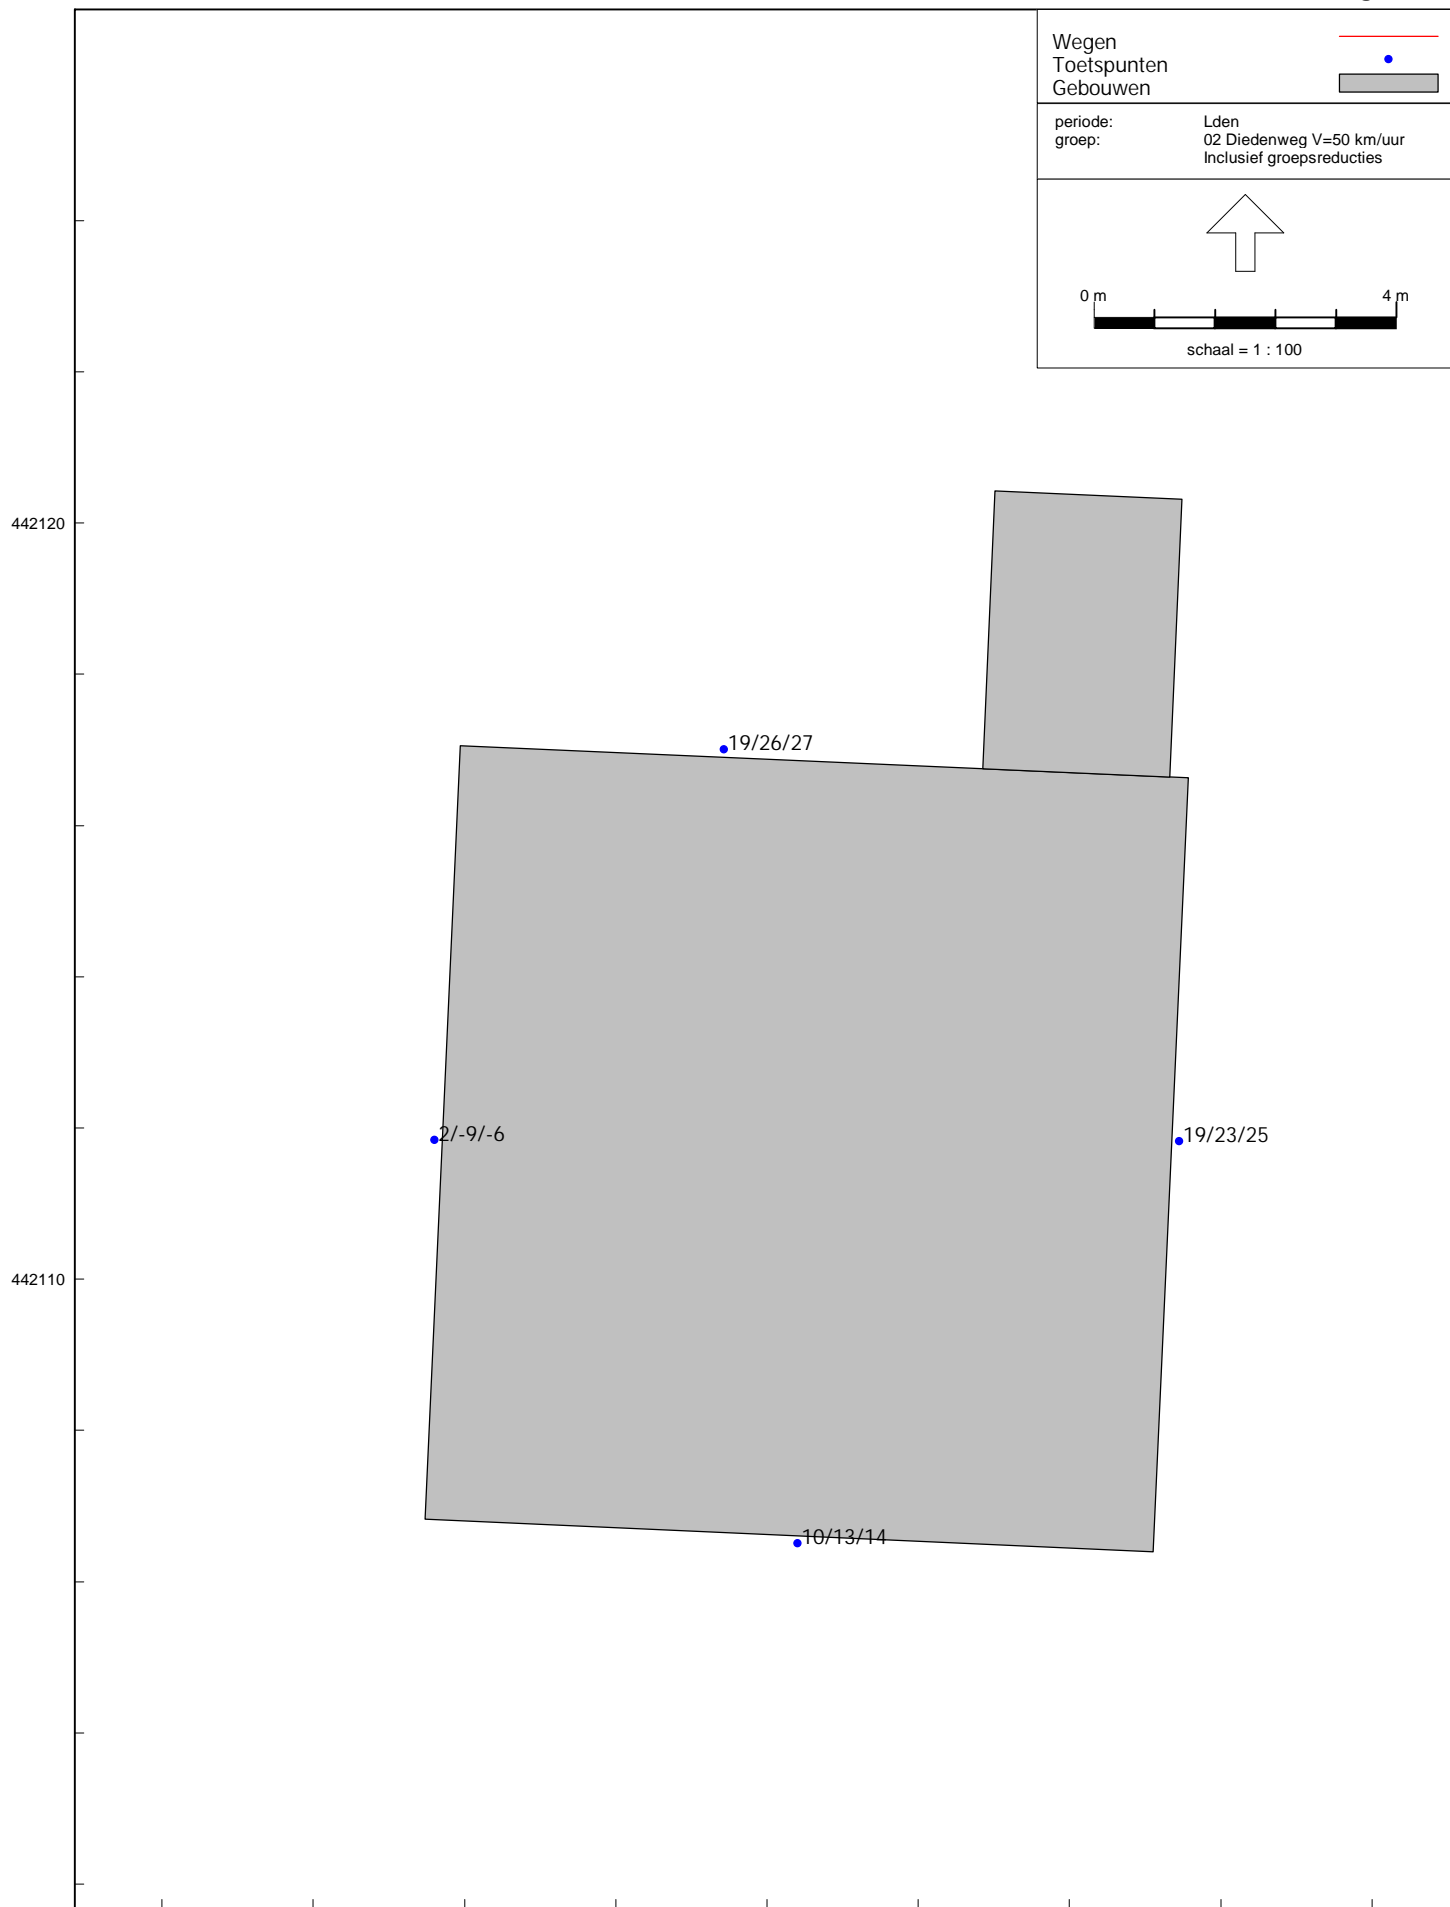 Wegen
Toetspunten
Gebouwen
periode: Lden
groep: 02 Diedenweg V=50 km/uur
Inclusief groepsreducties
0 m 4 m
schaal = 1 : 100
442120
19/26/27
2/-9/-6
19/23/25
442110
10/13/14